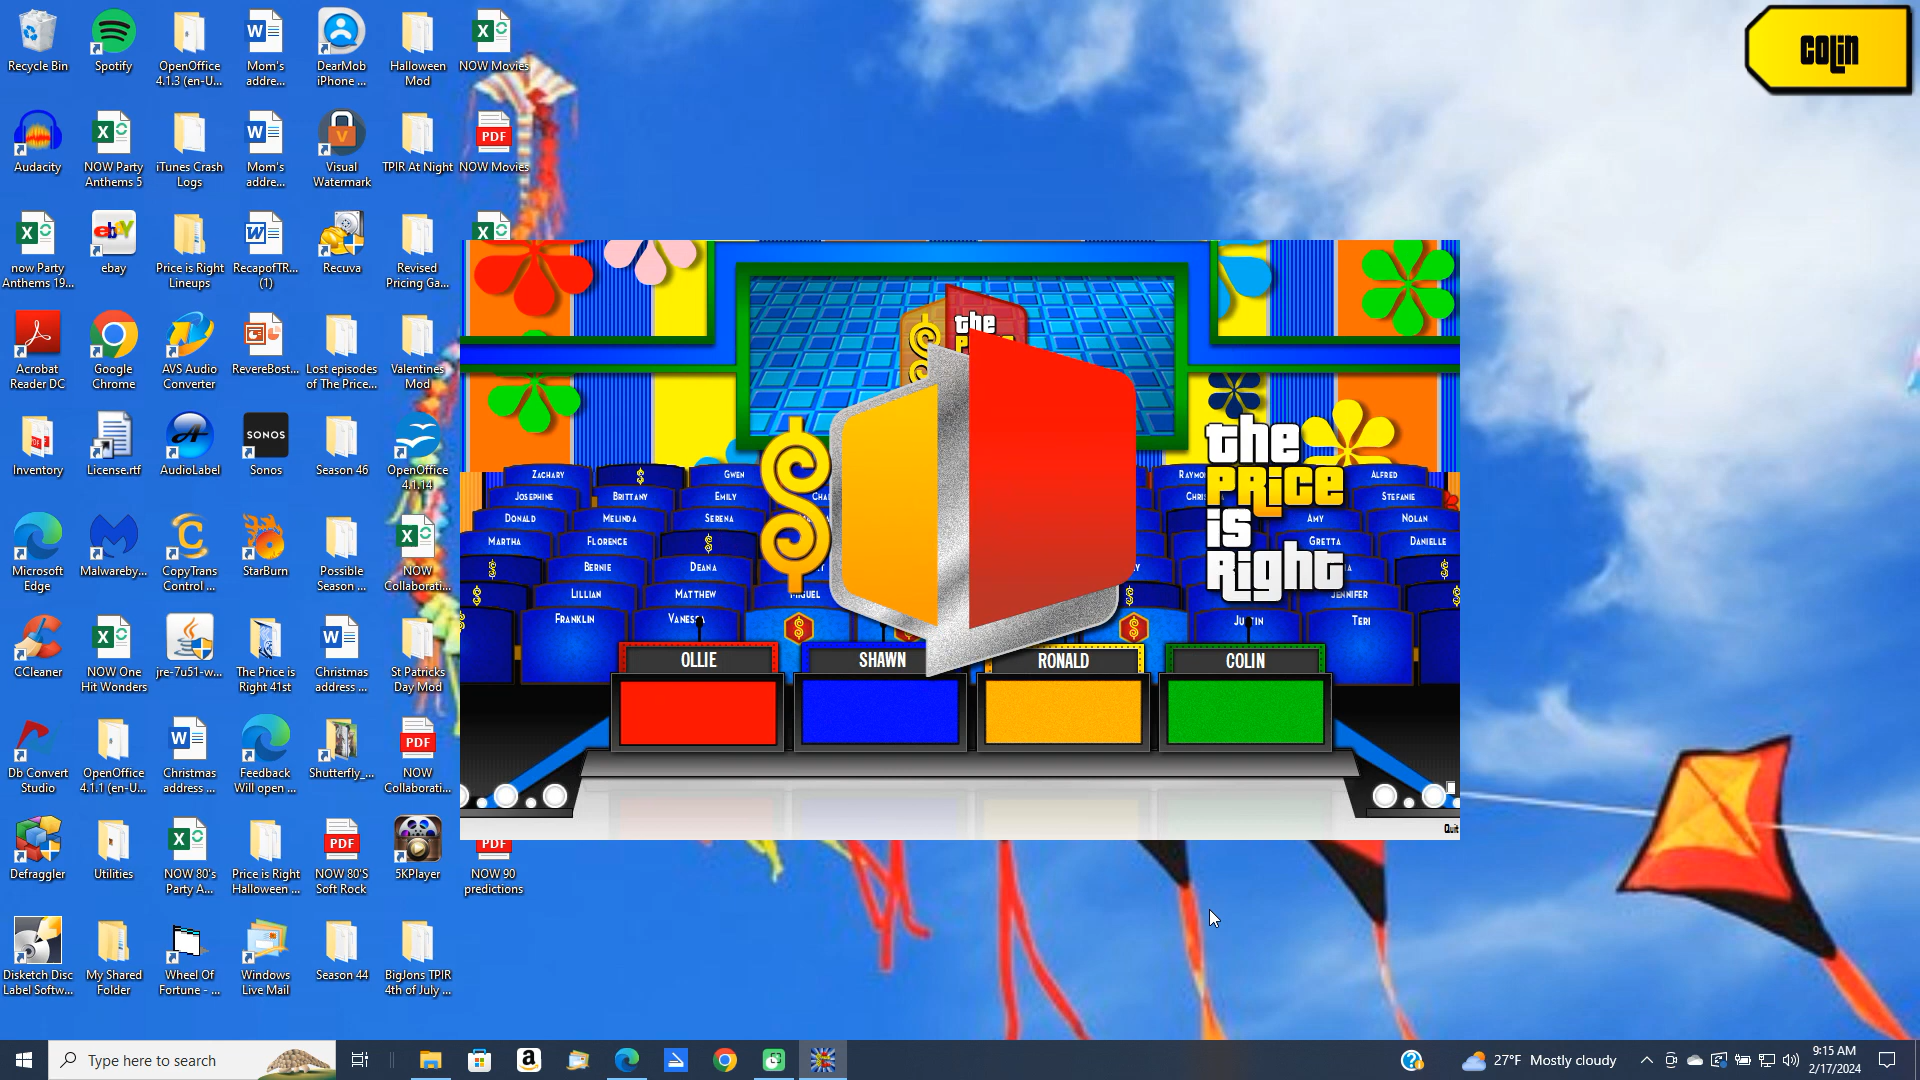 Recycle Bin
Spotify
OpenOffice
4.1.3 (en-U...
Mom's
addre...
DearMob
iPhone ...
Halloween
Mod
NOW Movies
Audacity
NOW Party
Anthems 5
iTunes Crash
Logs
Mom's
addre...
Visual
Watermark
TPIR At Night
PDF
NOW Movies
now Party
Anthems 19...
ebay
Price is Right
Lineups
RecapofTR...
(1)
Recuva
Revised
Pricing Ga...
Acrobat
Reader DC
Google
Chrome
AVS Audio
Converter
RevereBost...
Lost episodes
of The Price...
Valentines
Mod
Inventory
License.rtf
AudioLabel
SONOS
Sonos
Season 46
OpenOffice
4.1.14
Microsoft
Edge
Malwareby...
CopyTrans
Control ...
StarBurn
Possible
Season ...
NOW
Collaborati...
CCleaner
NOW One
Hit Wonders
jre-7u51-w...
The Price is
Right 41st
Christmas
address ...
St Patricks
Day Mod
Db Convert
Studio
OpenOffice
4.1.1 (en-U...
Christmas
address ...
Feedback
Will open ...
Shutterfly_...
PDF
NOW
Collaborati...
Defraggler
Utilities
NOW 80's
Party A...
Price is Right
Halloween ...
PDF
NOW 80'S
Soft Rock
5KPlayer
PDF
NOW 90
predictions
Disketch Disc
Label Softw...
My Shared
Folder
Wheel Of
Fortune - ...
Windows
Live Mail
Season 44
BigJons TPIR
4th of July ...
COLIN
the
the
PRICE
is
Right
ZACHARY
GWEN
ALFRED
JOSEPHINE
BRITTANY
EMILY
STEFANIE
DONALD
MELINDA
SERENA
AMY
NOLAN
MARTHA
FLORENCE
GRETTA
DANIELLE
BERNIE
DEANA
LILLIAN
MATTHEW
MIGUEL
JENNIFER
FRANKLIN
VANESSA
JUSTIN
TERI
OLLIE
SHAWN
RONALD
COLIN
Quit
Type here to search
27°F Mostly cloudy
9:15 AM
2/17/2024